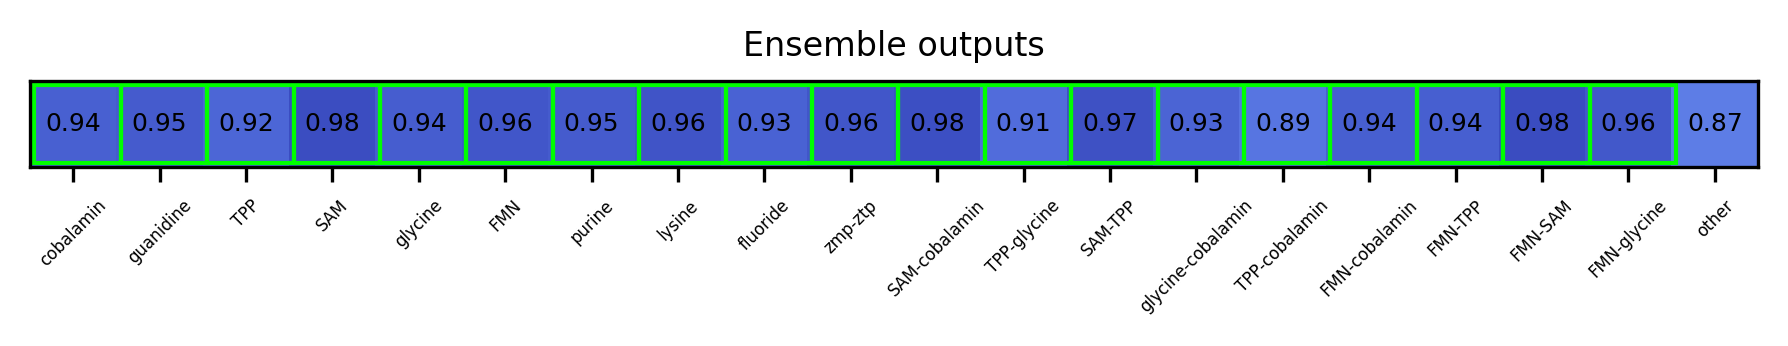 Ensemble outputs
0.94 0.95 0.92 0.98 0.94 0.96 0.95 0.96 0.93 0.96 0.98 0.91 0.97 0.93 0.89 0.94 0.94 0.98 0.96 0.87
cobalamin guanidine TPP SAM glycine FMN purine lysine fluoride zmp-ztp SAM-cobalamin TPP-glycine SAM-TPP glycine-cobalamin TPP-cobalamin FMN-cobalamin FMN-TPP FMN-SAM FMN-glycine other